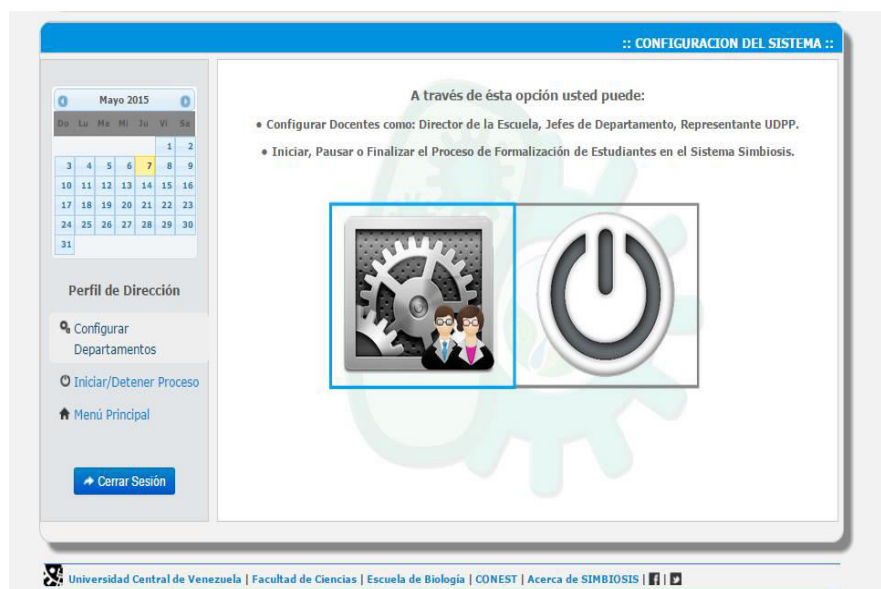 :: CONFIGURACION DEL SISTEMA ::
Mayo 2015
Do Lu Ma Mi Ju Vi Sa
1 2
3 4 5 6 7 8 9
10 11 12 13 14 15 16
17 18 19 20 21 22 23
24 25 26 27 28 29 30
31
Perfil de Dirección
Configurar
Departamentos
Iniciar/Detener Proceso
Menú Principal
Cerrar Sesión
A través de ésta opción usted puede:
• Configurar Docentes como: Director de la Escuela, Jefes de Departamento, Representante UDPP.
• Iniciar, Pausar o Finalizar el Proceso de Formalización de Estudiantes en el Sistema Simbiosis.
Universidad Central de Venezuela | Facultad de Ciencias | Escuela de Biología | CONEST | Acerca de SIMBIOSIS | |